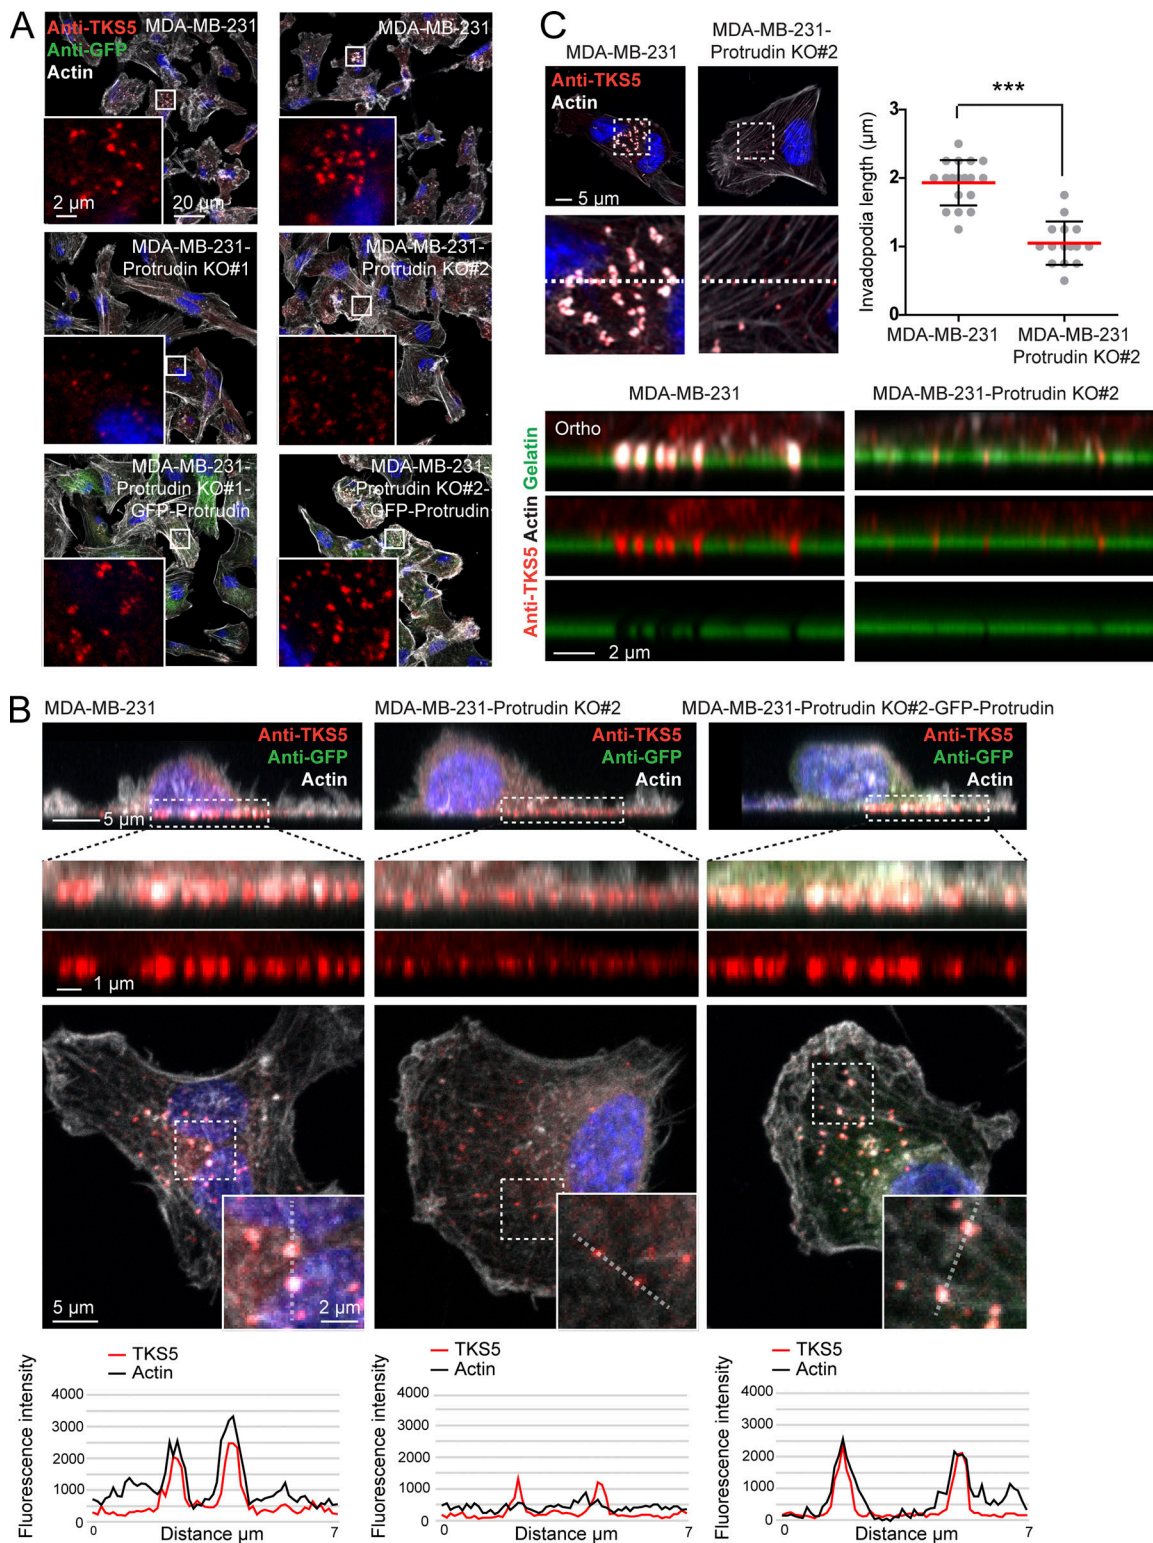 A
Anti-TKS5
Anti-GFP
Actin
MDA-MB-231
2 µm
20 µm
MDA-MB-231
MDA-MB-231-
Protrudin KO#1
MDA-MB-231-
Protrudin KO#2
MDA-MB-231-
Protrudin KO#1-
GFP-Protrudin
MDA-MB-231-
Protrudin KO#2-
GFP-Protrudin
C
MDA-MB-231
MDA-MB-231-
Protrudin KO#2
Anti-TKS5
Actin
5 µm
Invadopodia length (µm)
3
2
1
0
***
MDA-MB-231
MDA-MB-231
Protrudin KO#2
MDA-MB-231
MDA-MB-231-Protrudin KO#2
Ortho
Anti-TKS5 Actin Gelatin
2 µm
B
MDA-MB-231
MDA-MB-231-Protrudin KO#2
MDA-MB-231-Protrudin KO#2-GFP-Protrudin
Anti-TKS5
Anti-GFP
Actin
5 µm
Anti-TKS5
Anti-GFP
Actin
Anti-TKS5
Anti-GFP
Actin
1 µm
5 µm
2 µm
TKS5
Actin
Fluorescence intensity
4000
3000
2000
1000
0
0
Distance µm
7
TKS5
Actin
Fluorescence intensity
4000
3000
2000
1000
0
0
Distance µm
7
TKS5
Actin
Fluorescence intensity
4000
3000
2000
1000
0
0
Distance µm
7